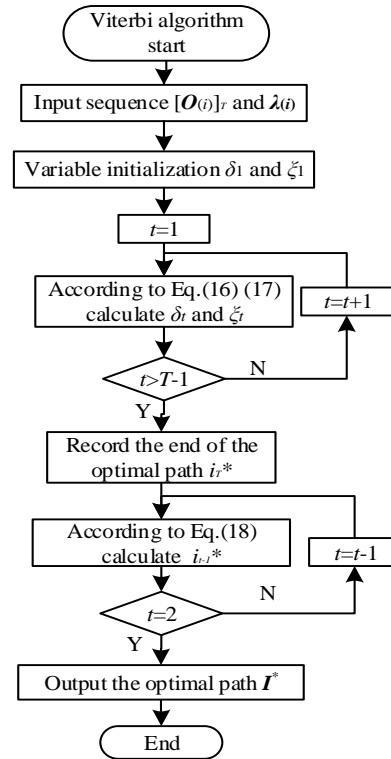 Viterbi algorithm
start
Input sequence [O(i)]T and λ(i)
Variable initialization δ1 and ξ1
t=1
According to Eq.(16) (17)
calculate δt and ξt
t=t+1
t>T-1
N
Y
Record the end of the
optimal path iT*
According to Eq.(18)
calculate it-1*
t=t-1
t=2
N
Y
Output the optimal path I*
End